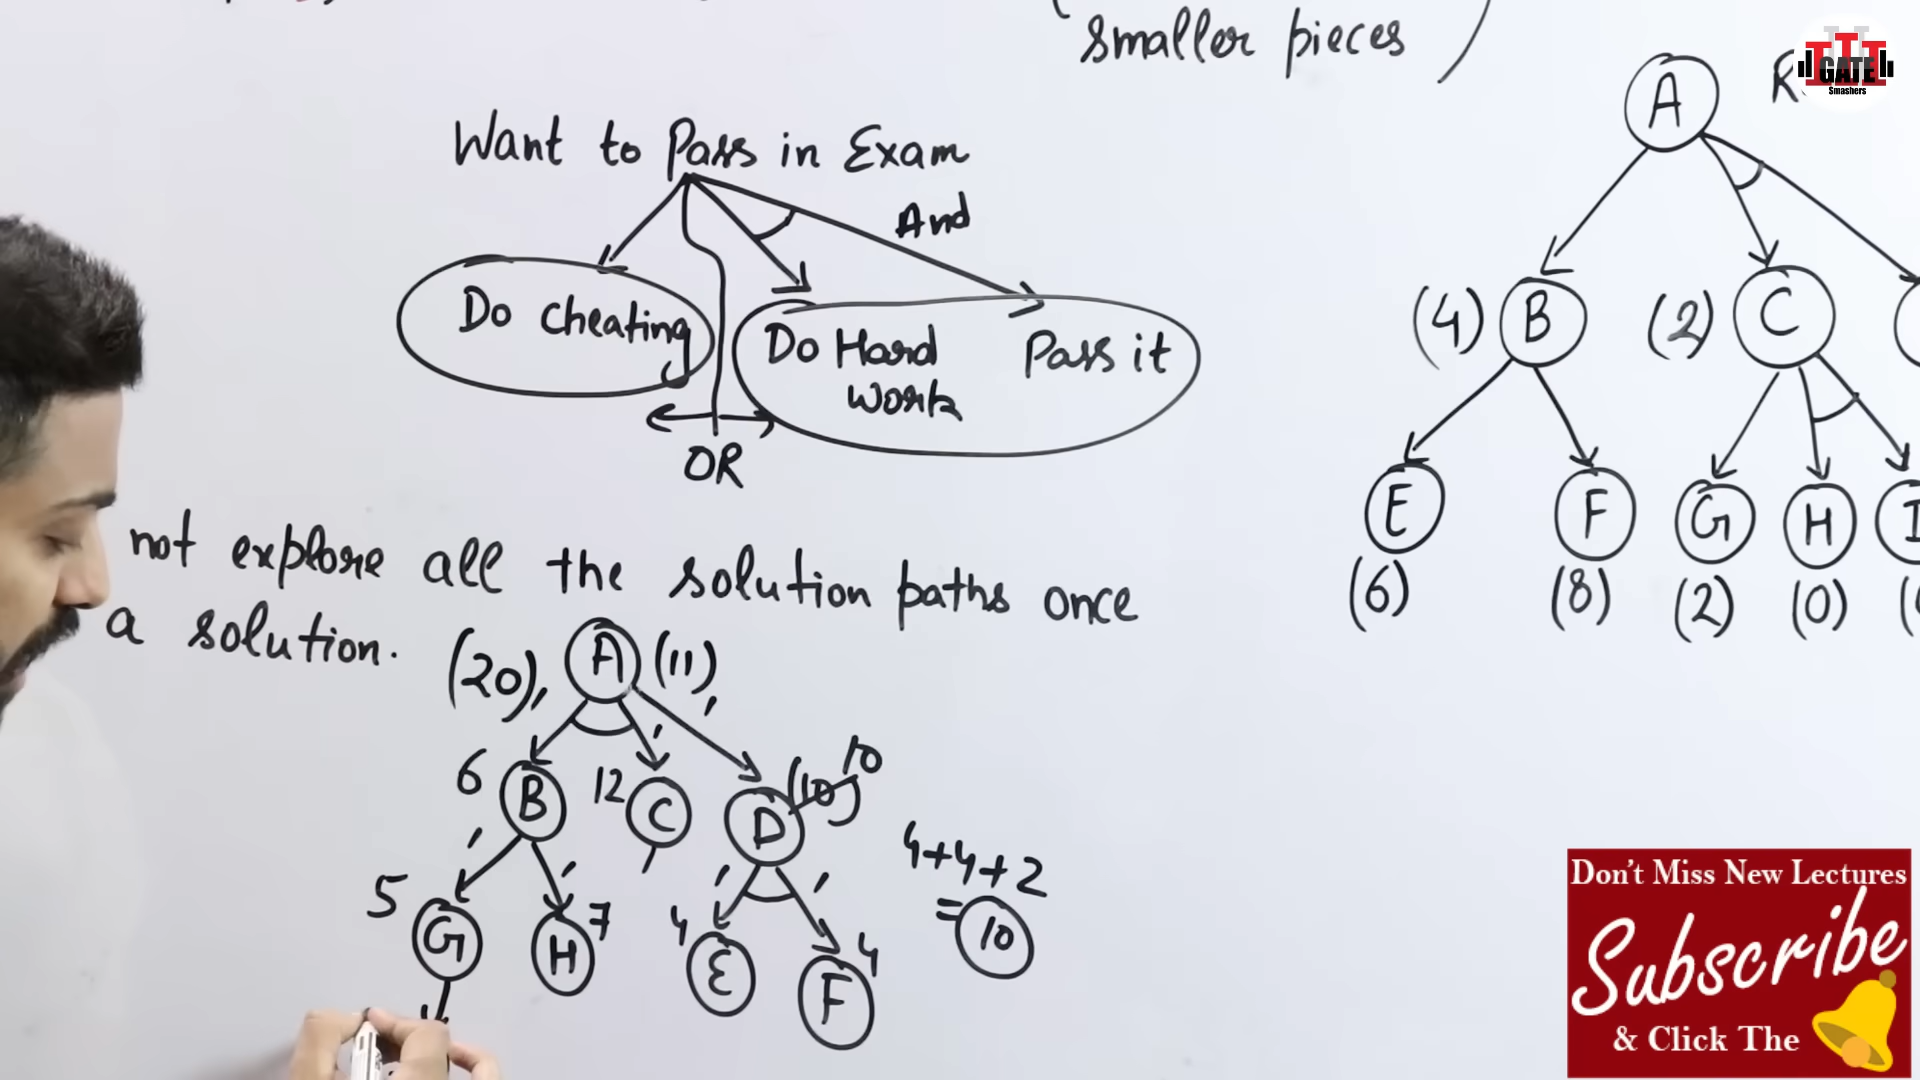 smaller pieces
A
GATE
Smashers
Want to Pass in Exam
And
Do cheating
Do Hard work
Pass it
OR
(4) B (2) C
E F G H I
(6) (8) (2) (0)
not explore all the solution paths once
a solution.
(20) A (11)
10
6 B 12 C D (10)
4+4+2
=10
5 G H 7 4 E F 4
Don't Miss New Lectures
Subscribe
& Click The